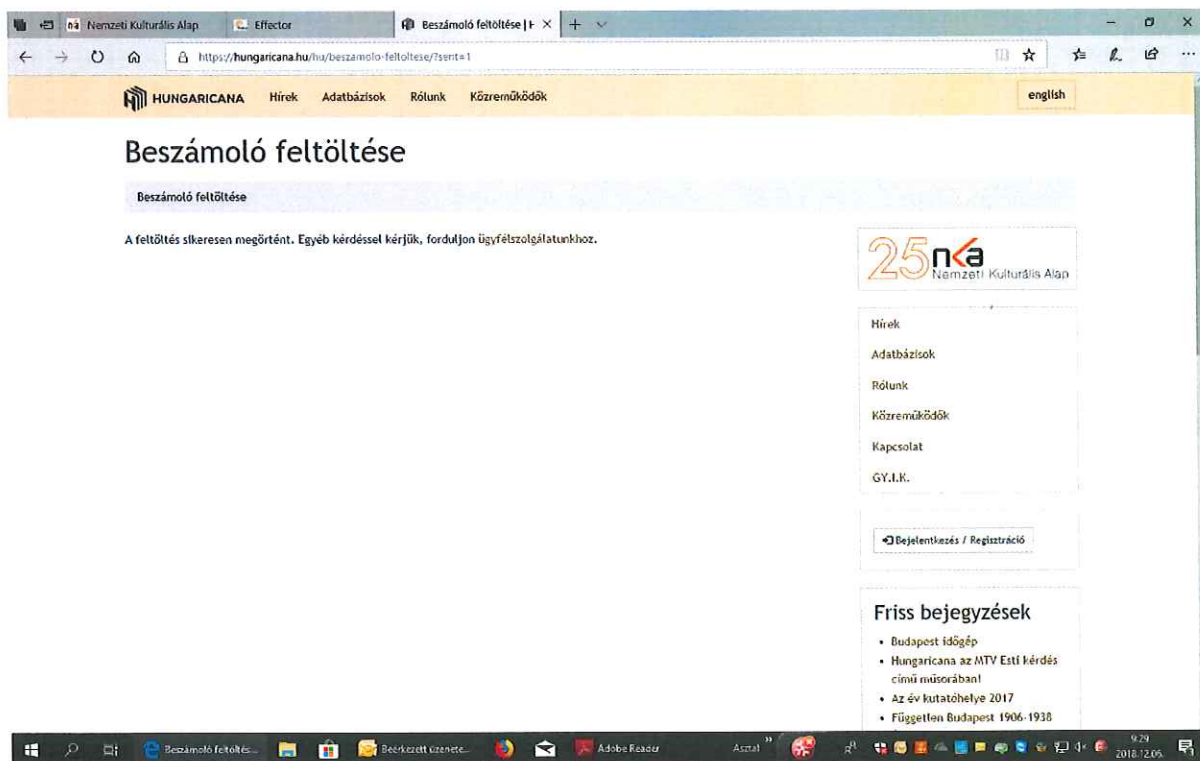 Nemzeti Kulturális Alap
Effector
Beszámoló feltöltése | H
https://hungaricana.hu/hu/beszamolo-feltoltese/?sent=1
HUNGARICANA Hírek Adatbázisok Rólunk Közreműködők english
Beszámoló feltöltése
Beszámoló feltöltése
A feltöltés sikeresen megörtént. Egyéb kérdéssel kérjük, forduljon ügyfélszolgálatunkhoz.
25 nka
Nemzeti Kulturális Alap
Hírek
Adatbázisok
Rólunk
Közreműködők
Kapcsolat
GY.I.K.
Bejelentkezés / Regisztráció
Friss bejegyzések
• Budapest időgép
• Hungaricana az MTV Esti kérdés
című műsorában!
• Az év kutatóhelye 2017
• Független Budapest 1906-1938
Beszámoló feltöltés...
Beérkezett üzenete...
Adobe Reader
Asztal
9:29
2018.12.05.